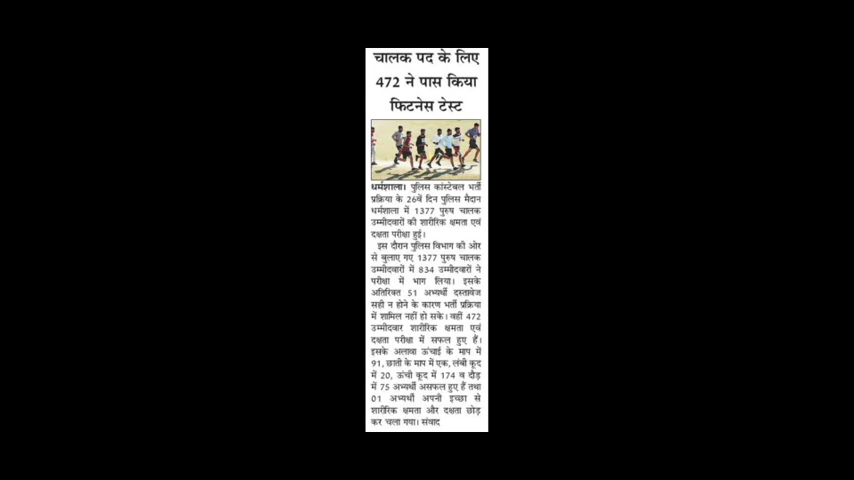 चालक पद के लिए
472 ने पास किया
फिटनेस टेस्ट
धर्मशाला। पुलिस कांस्टेबल भर्ती
प्रक्रिया के 26वें दिन पुलिस मैदान
धर्मशाला में 1377 पुरुष चालक
उम्मीदवारों की शारीरिक क्षमता एवं
दक्षता परीक्षा हुई।
इस दौरान पुलिस विभाग की ओर
से बुलाए गए 1377 पुरुष चालक
उम्मीदवारों में 834 उम्मीदवारों ने
परीक्षा में भाग लिया। इसके
अतिरिक्त 51 अभ्यर्थी दस्तावेज
सही न होने के कारण भर्ती प्रक्रिया
में शामिल नहीं हो सके। वहीं 472
उम्मीदवार शारीरिक क्षमता एवं
दक्षता परीक्षा में सफल हुए हैं।
इसके अलावा ऊंचाई के माप में
91, छाती के माप में एक, लंबी कूद
में 20, ऊंची कूद में 174 व दौड़
में 75 अभ्यर्थी असफल हुए हैं तथा
01 अभ्यर्थी अपनी इच्छा से
शारीरिक क्षमता और दक्षता छोड़
कर चला गया। संवाद